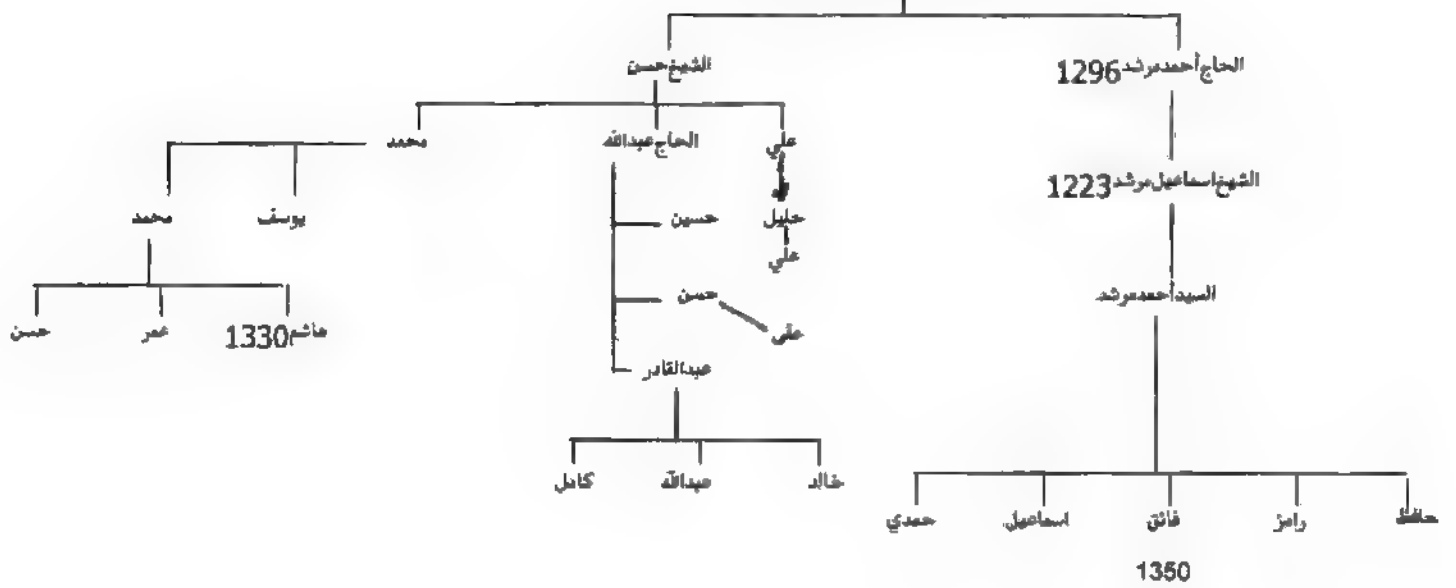 الحاج أحمد مرشد 1296
الشيخ حسن
علي
الحاج عبدالله
محمد
الشيخ اسماعيل مرشد 1223
خليل
حسين
يوسف
محمد
علي
السيد أحمد مرشد
حسن
هاشم 1330
عمر
حسن
علي
عبدالقادر
خالد
عبدالله
كامل
حافظ
رامز
فائق
اسماعيل
حمدي
1350